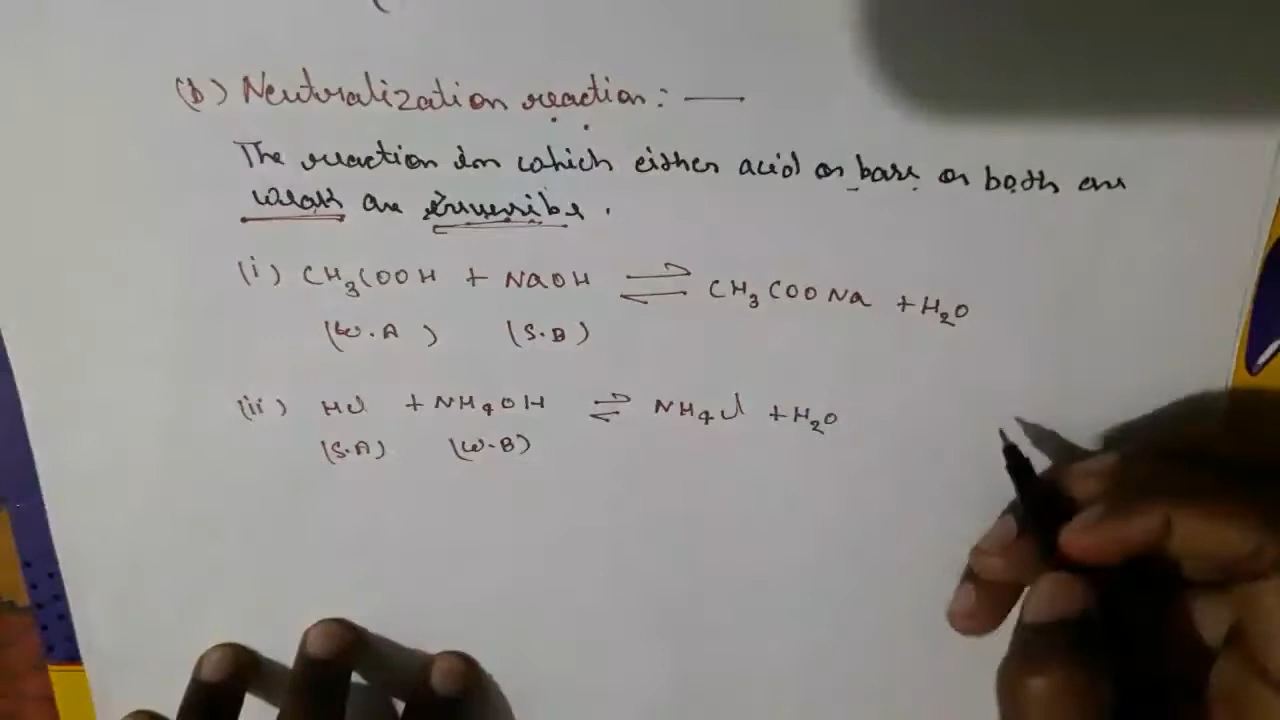 (b) Neutralization reaction : —
The reaction in which either acid or base or both are
weak are reversible .
(i) CH3COOH + NaOH ⇌ CH3COONa + H2O
(W.A) (S.B)
(ii) HCl + NH4OH ⇌ NH4Cl + H2O
(S.A) (W.B)